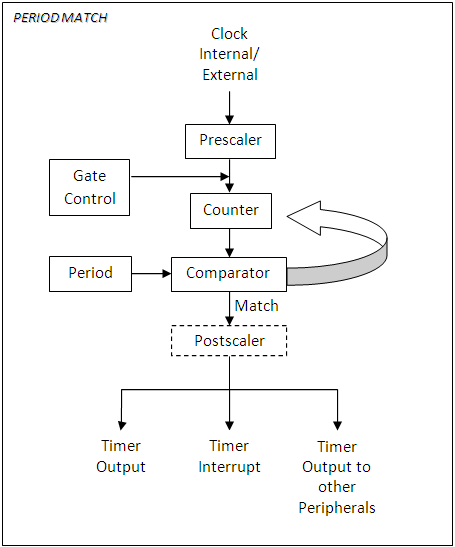 PERIOD MATCH
Clock
Internal/
External
Prescaler
Gate
Control
Counter
Period
Comparator
Match
Postscaler
Timer
Output
Timer
Interrupt
Timer
Output to
other
Peripherals